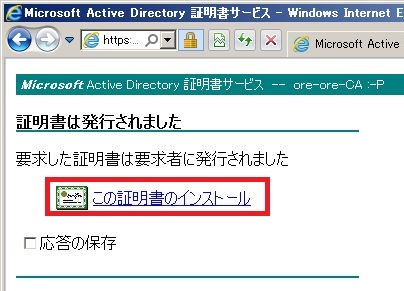 Microsoft Active Directory 証明書サービス - Windows Internet E
https:...
Microsoft Active
Microsoft Active Directory 証明書サービス -- ore-ore-CA :-P
証明書は発行されました
要求した証明書は要求者に発行されました
この証明書のインストール
応答の保存